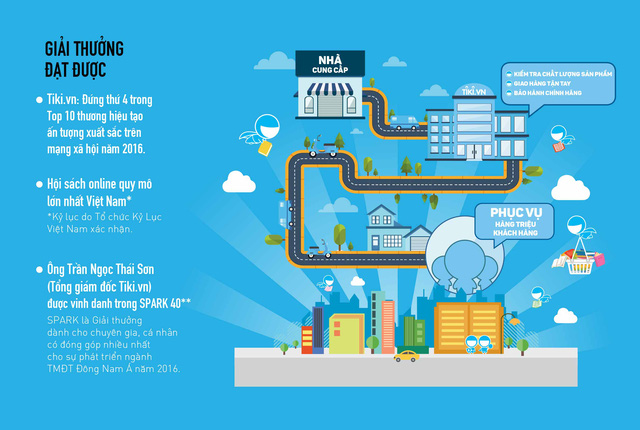 GIẢI THƯỞNG
ĐẠT ĐƯỢC
Tiki.vn: Đứng thứ 4 trong
Top 10 thương hiệu tạo
ấn tượng xuất sắc trên
mạng xã hội năm 2016.
Hội sách online quy mô
lớn nhất Việt Nam*
*Kỷ lục do Tổ chức Kỷ Lục
Việt Nam xác nhận.
Ông Trần Ngọc Thái Sơn
(Tổng giám đốc Tiki.vn)
được vinh danh trong SPARK 40**
SPARK là Giải thưởng
dành cho chuyên gia, cá nhân
có đóng góp nhiều nhất
cho sự phát triển ngành
TMĐT Đông Nam Á năm 2016.
NHÀ
CUNG CẤP
TIKI.VN
KIỂM TRA CHẤT LƯỢNG SẢN PHẨM
GIAO HÀNG TẬN TAY
BẢO HÀNH CHÍNH HÃNG
PHỤC VỤ
HÀNG TRIỆU
KHÁCH HÀNG